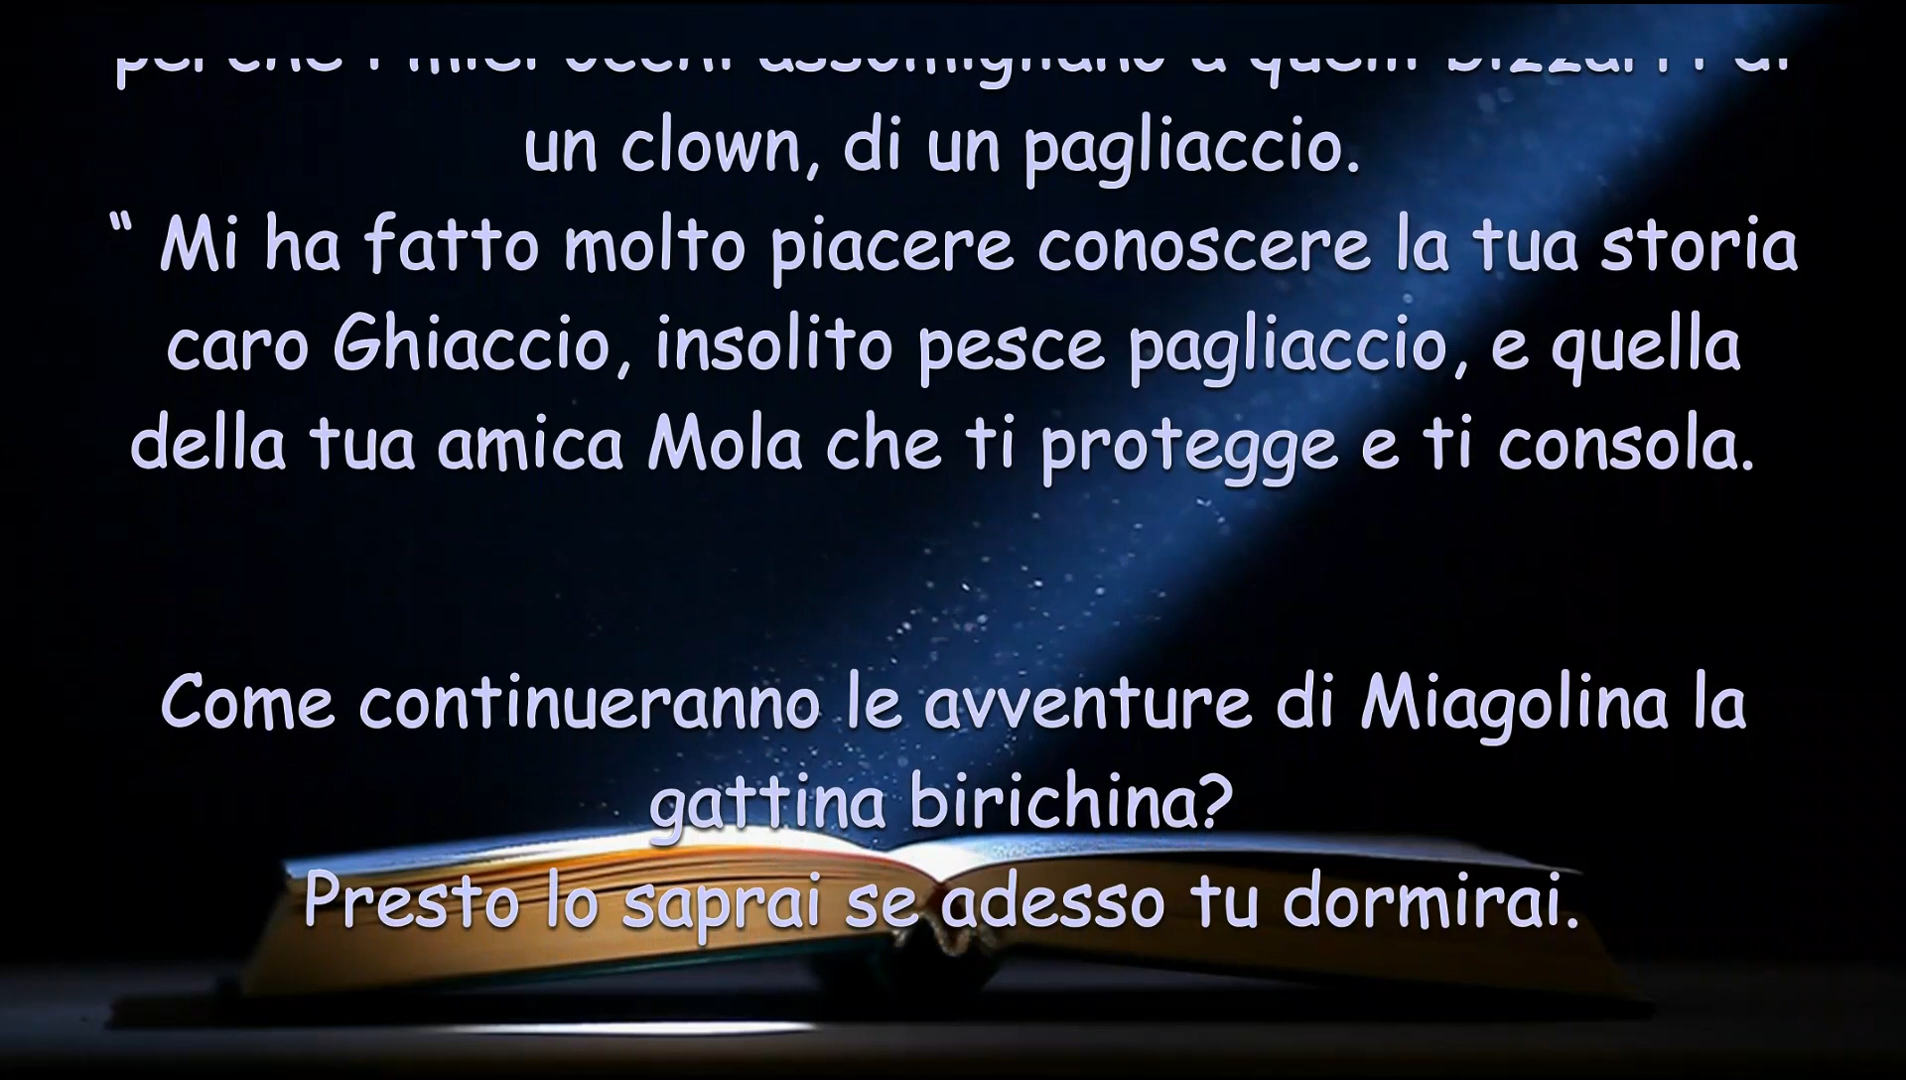 un clown, di un pagliaccio.
“ Mi ha fatto molto piacere conoscere la tua storia
caro Ghiaccio, insolito pesce pagliaccio, e quella
della tua amica Mola che ti protegge e ti consola.
Come continueranno le avventure di Miagolina la
gattina birichina?
Presto lo saprai se adesso tu dormirai.